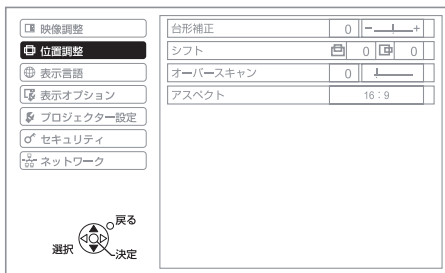 映像調整
位置調整
表示言語
表示オプション
プロジェクター設定
セキュリティ
ネットワーク
台形補正 0 - +
シフト 0 0
オーバースキャン 0
アスペクト 16：9
戻る
選択
決定